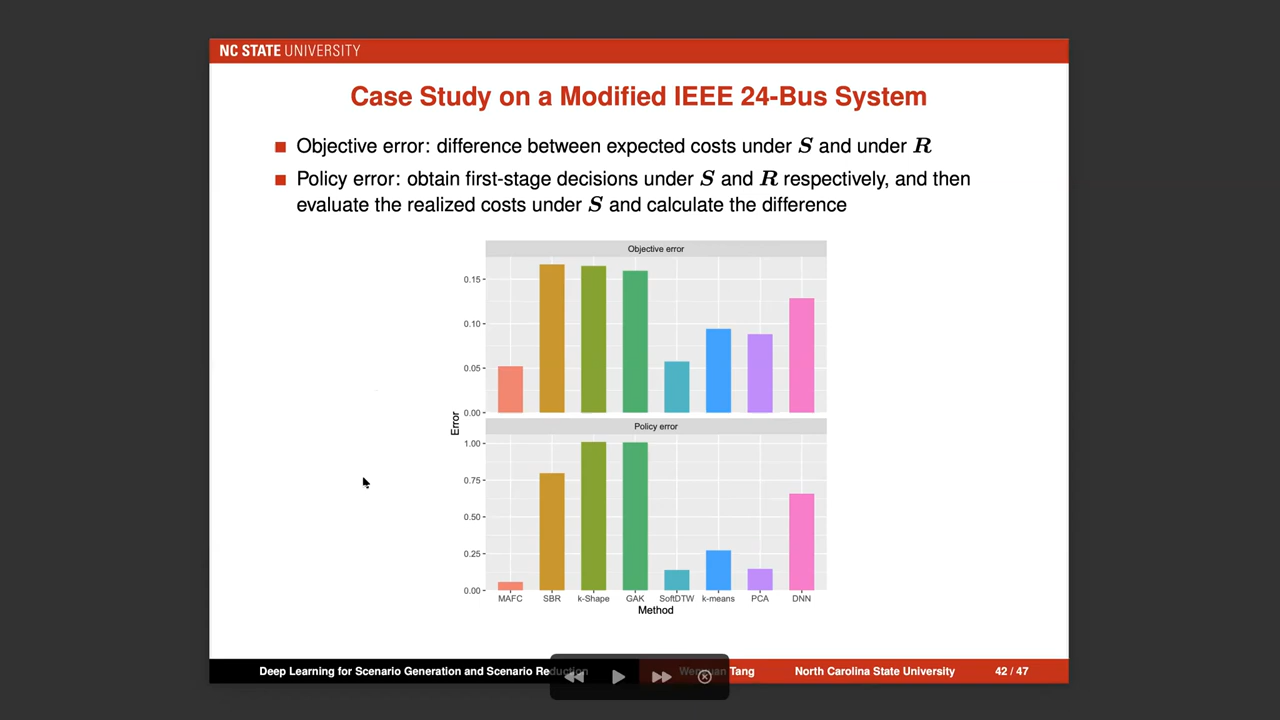 NC STATE UNIVERSITY
Case Study on a Modified IEEE 24-Bus System
Objective error: difference between expected costs under S and under R
Policy error: obtain first-stage decisions under S and R respectively, and then
evaluate the realized costs under S and calculate the difference
Objective error
0.15
0.10
0.05
0.00
Error
Policy error
1.00
0.75
0.50
0.25
0.00
MAFC SBR k-Shape GAK SoftDTW k-means PCA DNN
Method
Deep Learning for Scenario Generation and Scenario Reduction Wenyuan Tang North Carolina State University 42 / 47